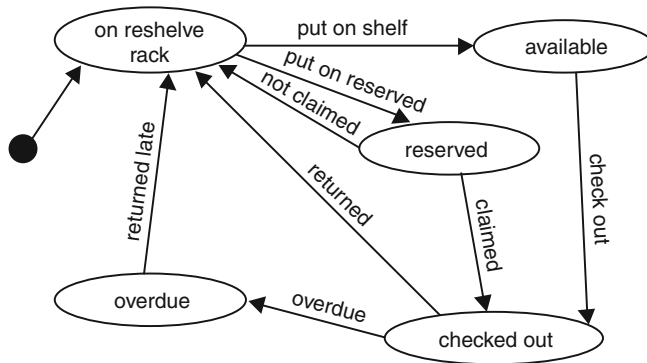 on reshelve
rack
put on shelf
available
put on reserved
not claimed
reserved
returned late
returned
claimed
check out
overdue
overdue
checked out